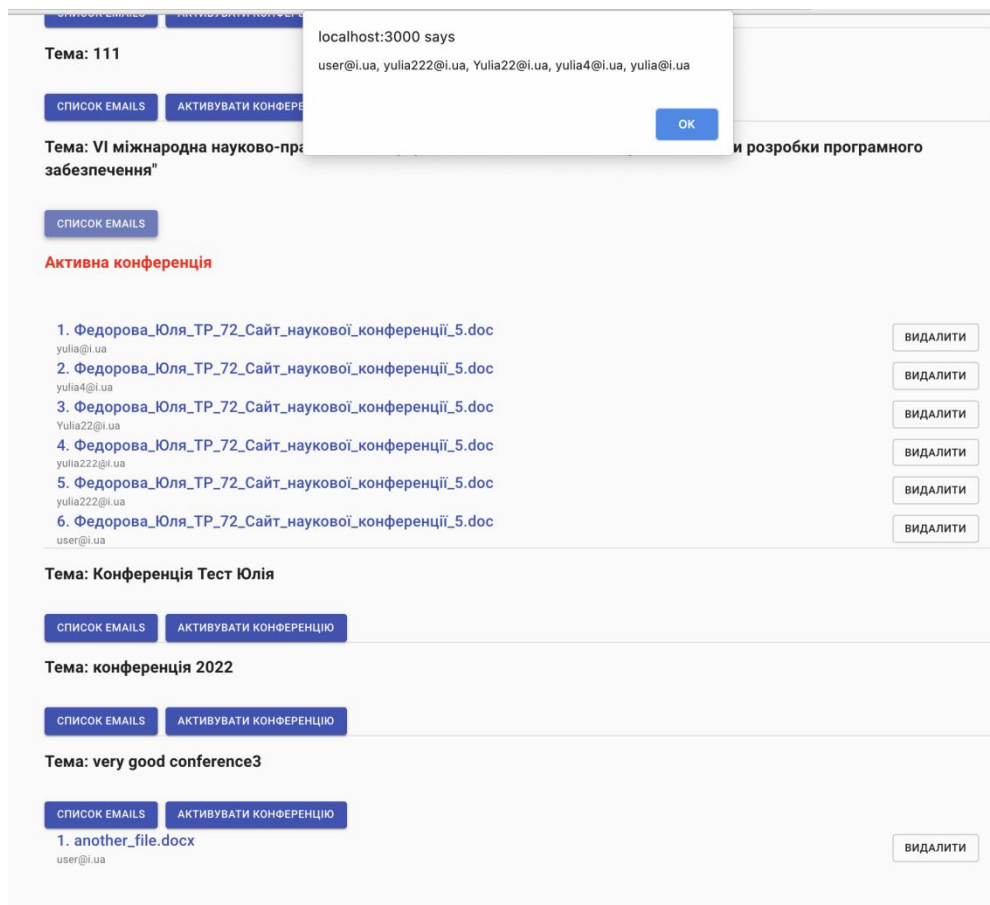 СПИСОК EMAILS
localhost:3000 says
user@i.ua, yulia222@i.ua, Yulia22@i.ua, yulia4@i.ua, yulia@i.ua
OK
Тема: 111
СПИСОК EMAILS АКТИВУВАТИ
Тема: VI міжнародна и розробки програмного
забезпечення"
СПИСОК EMAILS
Активна конференція
1. Федорова_Юля_ТР_72_Сайт_наукової_конференції_5.doc ВИДАЛИТИ
yulia@i.ua
2. Федорова_Юля_ТР_72_Сайт_наукової_конференції_5.doc ВИДАЛИТИ
yulia4@i.ua
3. Федорова_Юля_ТР_72_Сайт_наукової_конференції_5.doc ВИДАЛИТИ
Yulia22@i.ua
4. Федорова_Юля_ТР_72_Сайт_наукової_конференції_5.doc ВИДАЛИТИ
yulia222@i.ua
5. Федорова_Юля_ТР_72_Сайт_наукової_конференції_5.doc ВИДАЛИТИ
yulia222@i.ua
6. Федорова_Юля_ТР_72_Сайт_наукової_конференції_5.doc ВИДАЛИТИ
user@i.ua
Тема: Конференція Тест Юлія
СПИСОК EMAILS АКТИВУВАТИ КОНФЕРЕНЦІЮ
Тема: конференція 2022
СПИСОК EMAILS АКТИВУВАТИ КОНФЕРЕНЦІЮ
Тема: very good conference3
СПИСОК EMAILS АКТИВУВАТИ КОНФЕРЕНЦІЮ
1. another_file.docx ВИДАЛИТИ
user@i.ua